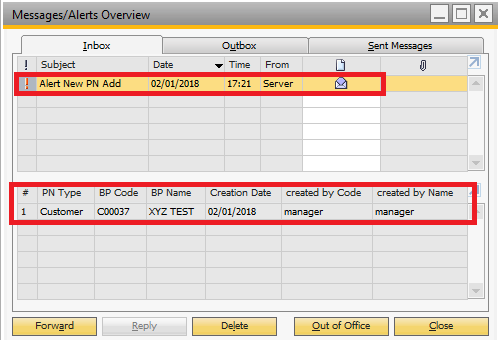 Messages/Alerts Overview
Inbox Outbox Sent Messages
! Subject Date Time From
! Alert New PN Add 02/01/2018 17:21 Server
# PN Type BP Code BP Name Creation Date created by Code created by Name
1 Customer C00037 XYZ TEST 02/01/2018 manager manager
Forward Reply Delete Out of Office Close